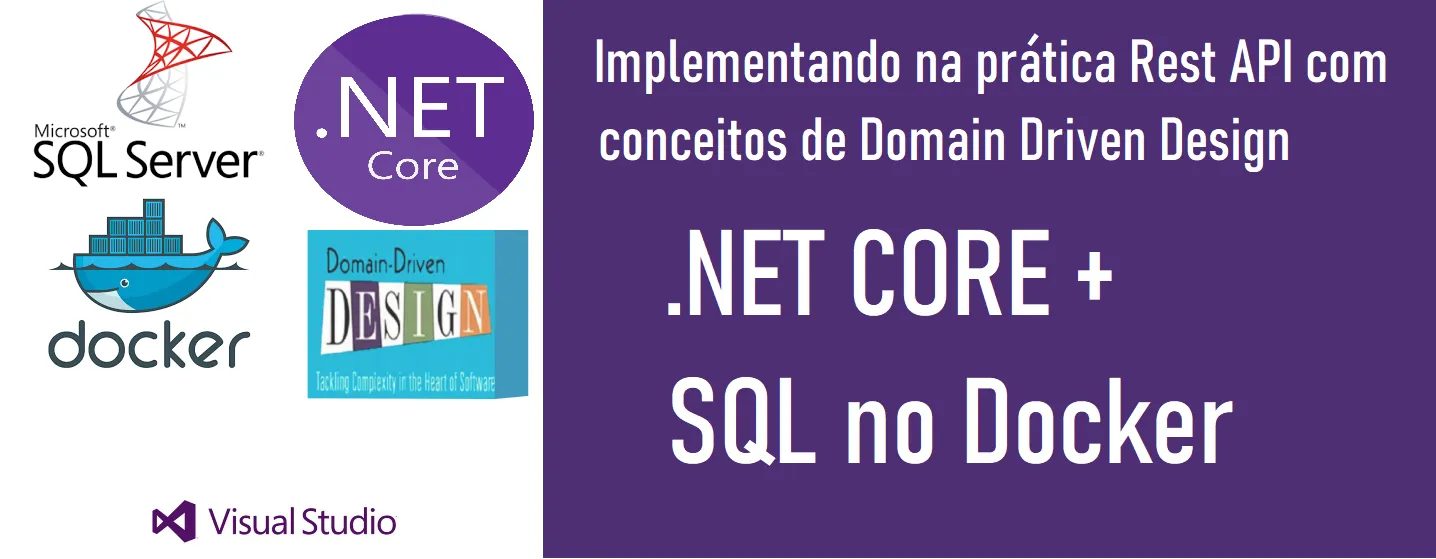 Microsoft®
SQL Server®
.NET
Core
docker
Domain-Driven
DESIGN
Tackling Complexity in the Heart of Software
Visual Studio
Implementando na prática Rest API com
conceitos de Domain Driven Design
.NET CORE +
SQL no Docker